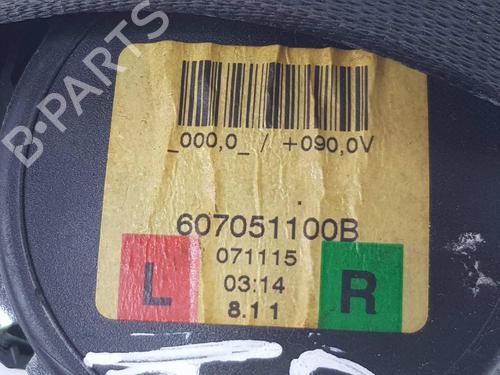 B-PARTS
_000,0_ / +090,0V
607051100B
071115
L 03:14 R
8.11